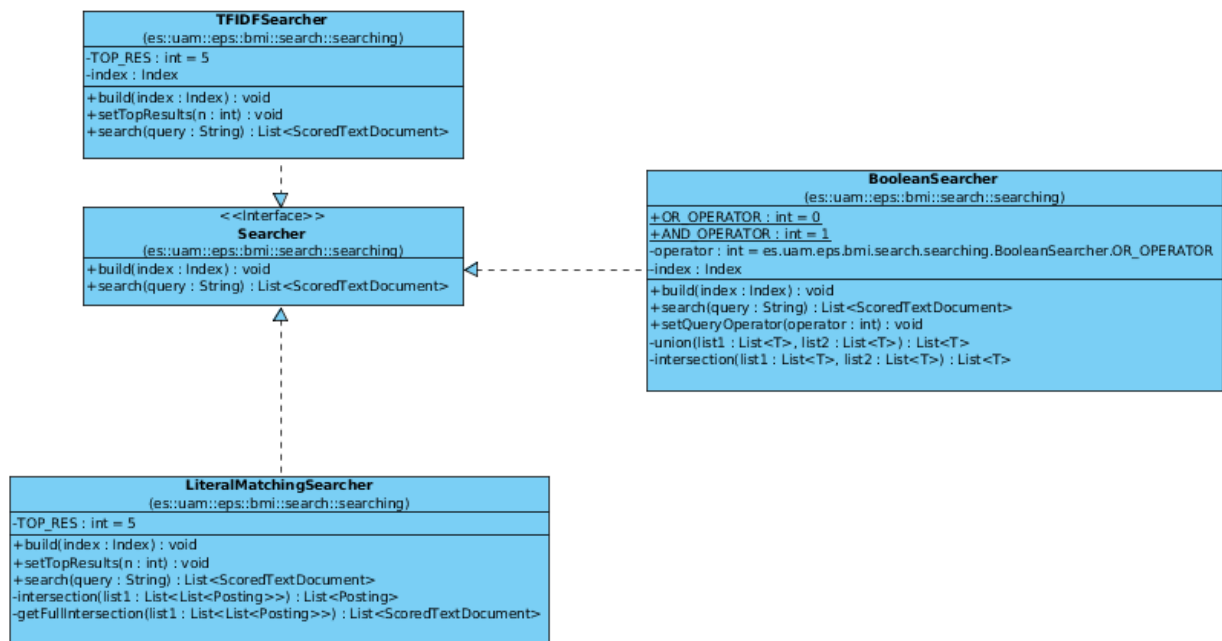 TFIDFSearcher
(es::uam::eps::bmi::search::searching)
-TOP_RES : int = 5
-index : Index
+build(index : Index) : void
+setTopResults(n : int) : void
+search(query : String) : List<ScoredTextDocument>
<<Interface>>
Searcher
(es::uam::eps::bmi::search::searching)
+build(index : Index) : void
+search(query : String) : List<ScoredTextDocument>
BooleanSearcher
(es::uam::eps::bmi::search::searching)
+OR_OPERATOR : int = 0
+AND_OPERATOR : int = 1
-operator : int = es.uam.eps.bmi.search.searching.BooleanSearcher.OR_OPERATOR
-index : Index
+build(index : Index) : void
+search(query : String) : List<ScoredTextDocument>
+setQueryOperator(operator : int) : void
-union(list1 : List<T>, list2 : List<T>) : List<T>
-intersection(list1 : List<T>, list2 : List<T>) : List<T>
LiteralMatchingSearcher
(es::uam::eps::bmi::search::searching)
-TOP_RES : int = 5
+build(index : Index) : void
+setTopResults(n : int) : void
+search(query : String) : List<ScoredTextDocument>
-intersection(list1 : List<List<Posting>>) : List<Posting>
-getFullIntersection(list1 : List<List<Posting>>) : List<ScoredTextDocument>